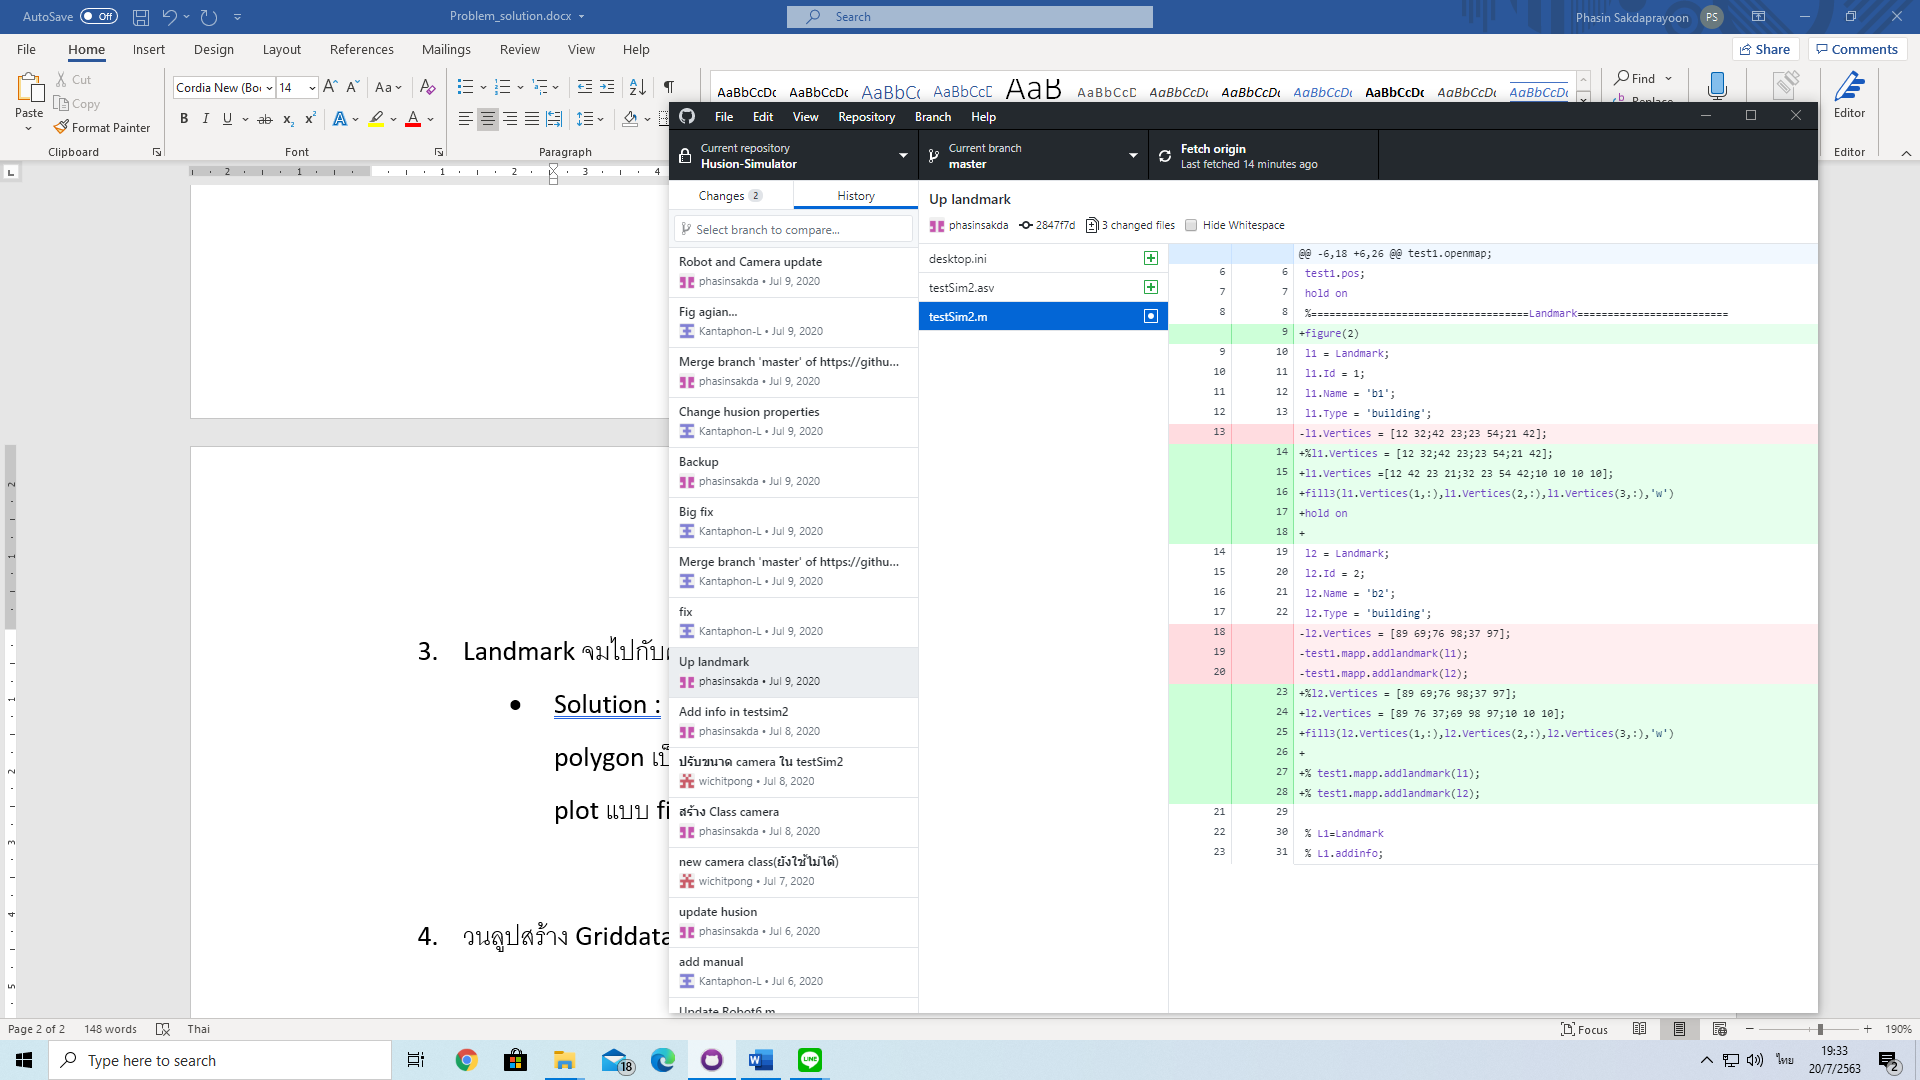 AutoSave Off Problem_solution.docx Search Phasin Sakdaprayoon PS
File Home Insert Design Layout References Mailings Review View Help Share Comments
Paste Cut Copy Format Painter Clipboard
Cordia New (Bo 14 Font
Paragraph
AaBbCcDc AaBbCcDc AaBbCc AaBbCcC AaB AaBbCcC AaBbCcDc AaBbCcDc AaBbCcDc AaBbCcDc AaBbCcDc AaBbCcDc
Find Replace
Editor
Editor
File Edit View Repository Branch Help
Current repository
Husion-Simulator
Current branch
master
Fetch origin
Last fetched 14 minutes ago
Changes 2 History
Select branch to compare...
Robot and Camera update
phasinsakda • Jul 9, 2020
Fig agian...
Kantaphon-L • Jul 9, 2020
Merge branch 'master' of https://githu...
phasinsakda • Jul 9, 2020
Change husion properties
Kantaphon-L • Jul 9, 2020
Backup
phasinsakda • Jul 9, 2020
Big fix
Kantaphon-L • Jul 9, 2020
Merge branch 'master' of https://githu...
Kantaphon-L • Jul 9, 2020
fix
Kantaphon-L • Jul 9, 2020
Up landmark
phasinsakda • Jul 9, 2020
Add info in testsim2
phasinsakda • Jul 8, 2020
ปรับขนาด camera ใน testSim2
wichitpong • Jul 8, 2020
สร้าง Class camera
phasinsakda • Jul 8, 2020
new camera class(ยังใช้ไม่ได้)
wichitpong • Jul 7, 2020
update husion
phasinsakda • Jul 6, 2020
add manual
Kantaphon-L • Jul 6, 2020
Update Robot6.m
Up landmark
phasinsakda 2847f7d 3 changed files Hide Whitespace
desktop.ini
testSim2.asv
testSim2.m
@@ -6,18 +6,26 @@ test1.openmap;
6 6 test1.pos;
7 7 hold on
8 8 %====================================Landmark=========================
9 +figure(2)
9 10 l1 = Landmark;
10 11 l1.Id = 1;
11 12 l1.Name = 'b1';
12 13 l1.Type = 'building';
13 -l1.Vertices = [12 32;42 23;23 54;21 42];
14 +%l1.Vertices = [12 32;42 23;23 54;21 42];
15 +l1.Vertices =[12 42 23 21;32 23 54 42;10 10 10 10];
16 +fill3(l1.Vertices(1,:),l1.Vertices(2,:),l1.Vertices(3,:),'w')
17 +hold on
18 +
14 19 l2 = Landmark;
15 20 l2.Id = 2;
16 21 l2.Name = 'b2';
17 22 l2.Type = 'building';
18 -l2.Vertices = [89 69;76 98;37 97];
19 -test1.mapp.addlandmark(l1);
20 -test1.mapp.addlandmark(l2);
23 +%l2.Vertices = [89 69;76 98;37 97];
24 +l2.Vertices = [89 76 37;69 98 97;10 10 10];
25 +fill3(l2.Vertices(1,:),l2.Vertices(2,:),l2.Vertices(3,:),'w')
26 +
27 +% test1.mapp.addlandmark(l1);
28 +% test1.mapp.addlandmark(l2);
21 29
22 30 % L1=Landmark
23 31 % L1.addinfo;
3. Landmark จมไปกับ
• Solution :
polygon
plot แบบ fi
4. วนลูปสร้าง Griddata
Page 2 of 2 148 words Thai Focus 190%
Type here to search
18
ไทย
19:33
20/7/2563
2